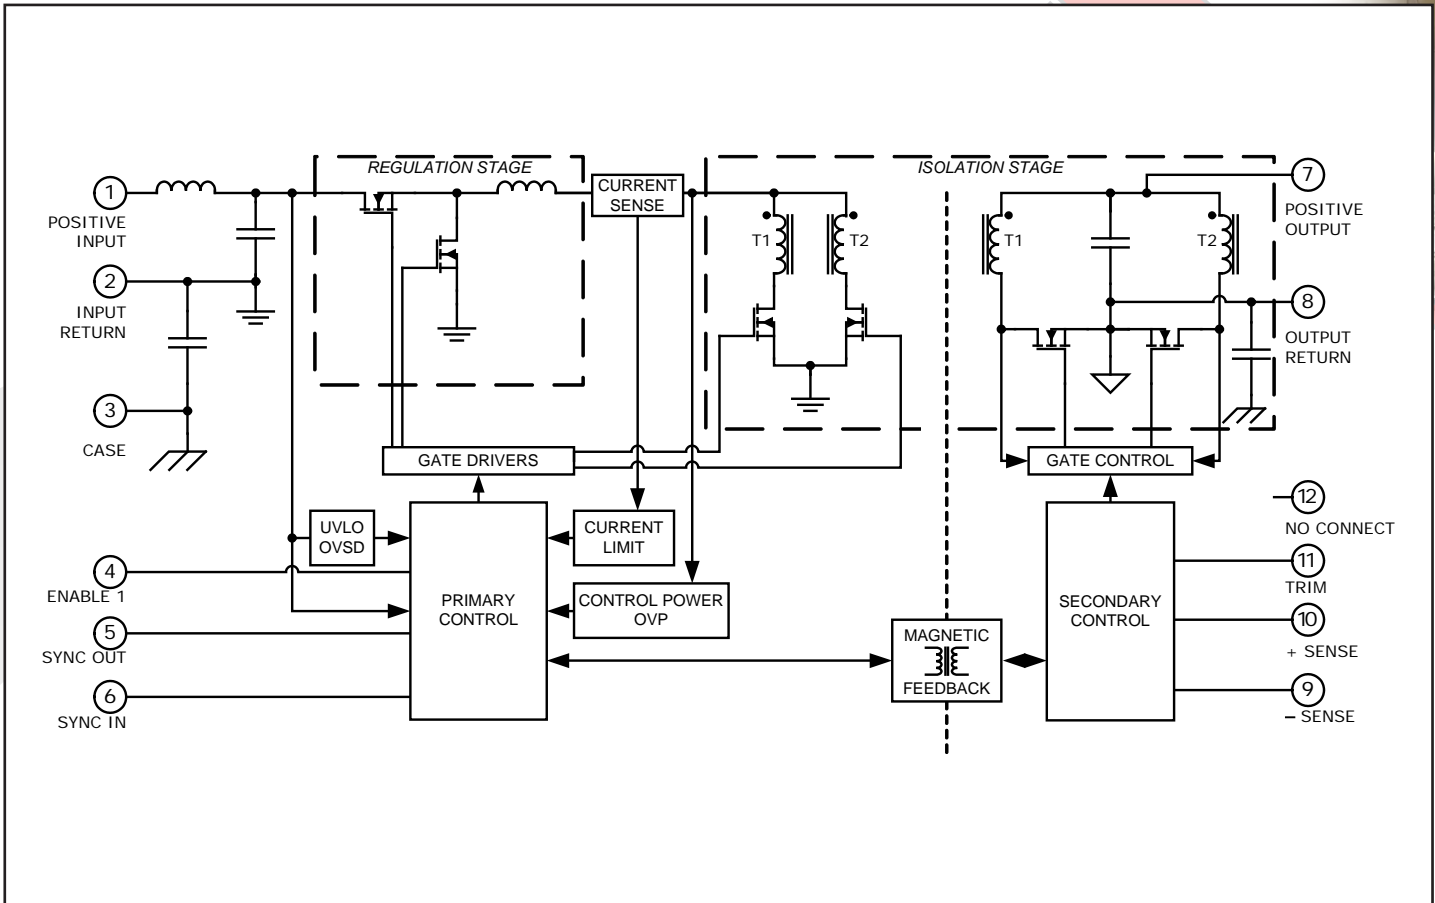 REGULATION STAGE
ISOLATION STAGE
1
POSITIVE
INPUT
CURRENT
SENSE
7
POSITIVE
OUTPUT
T1
T2
T1
T2
2
INPUT
RETURN
8
OUTPUT
RETURN
3
CASE
GATE DRIVERS
GATE CONTROL
12
NO CONNECT
UVLO
OVSD
CURRENT
LIMIT
4
ENABLE 1
11
TRIM
PRIMARY
CONTROL
CONTROL POWER
OVP
SECONDARY
CONTROL
5
SYNC OUT
10
+ SENSE
MAGNETIC
FEEDBACK
6
SYNC IN
9
– SENSE